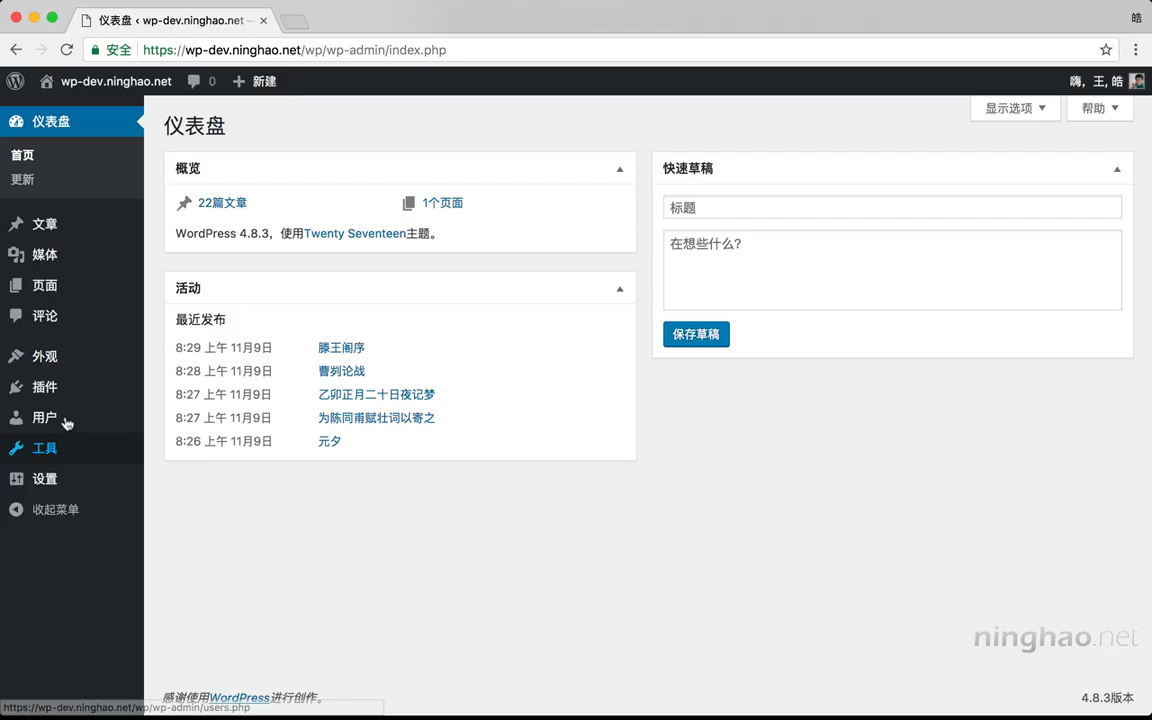 仪表盘 ‹ wp-dev.ninghao.net —
皓
安全
https://wp-dev.ninghao.net/wp/wp-admin/index.php
wp-dev.ninghao.net
0
新建
嗨，王, 皓
仪表盘
首页
更新
文章
媒体
页面
评论
外观
插件
用户
工具
设置
收起菜单
显示选项
帮助
仪表盘
概览
22篇文章
1个页面
WordPress 4.8.3，使用Twenty Seventeen主题。
活动
最近发布
8:29 上午 11月9日 滕王阁序
8:28 上午 11月9日 曹刿论战
8:27 上午 11月9日 乙卯正月二十日夜记梦
8:27 上午 11月9日 为陈同甫赋壮词以寄之
8:26 上午 11月9日 元夕
快速草稿
标题
在想些什么?
保存草稿
ninghao.net
感谢使用WordPress进行创作。
4.8.3版本
https://wp-dev.ninghao.net/wp/wp-admin/users.php